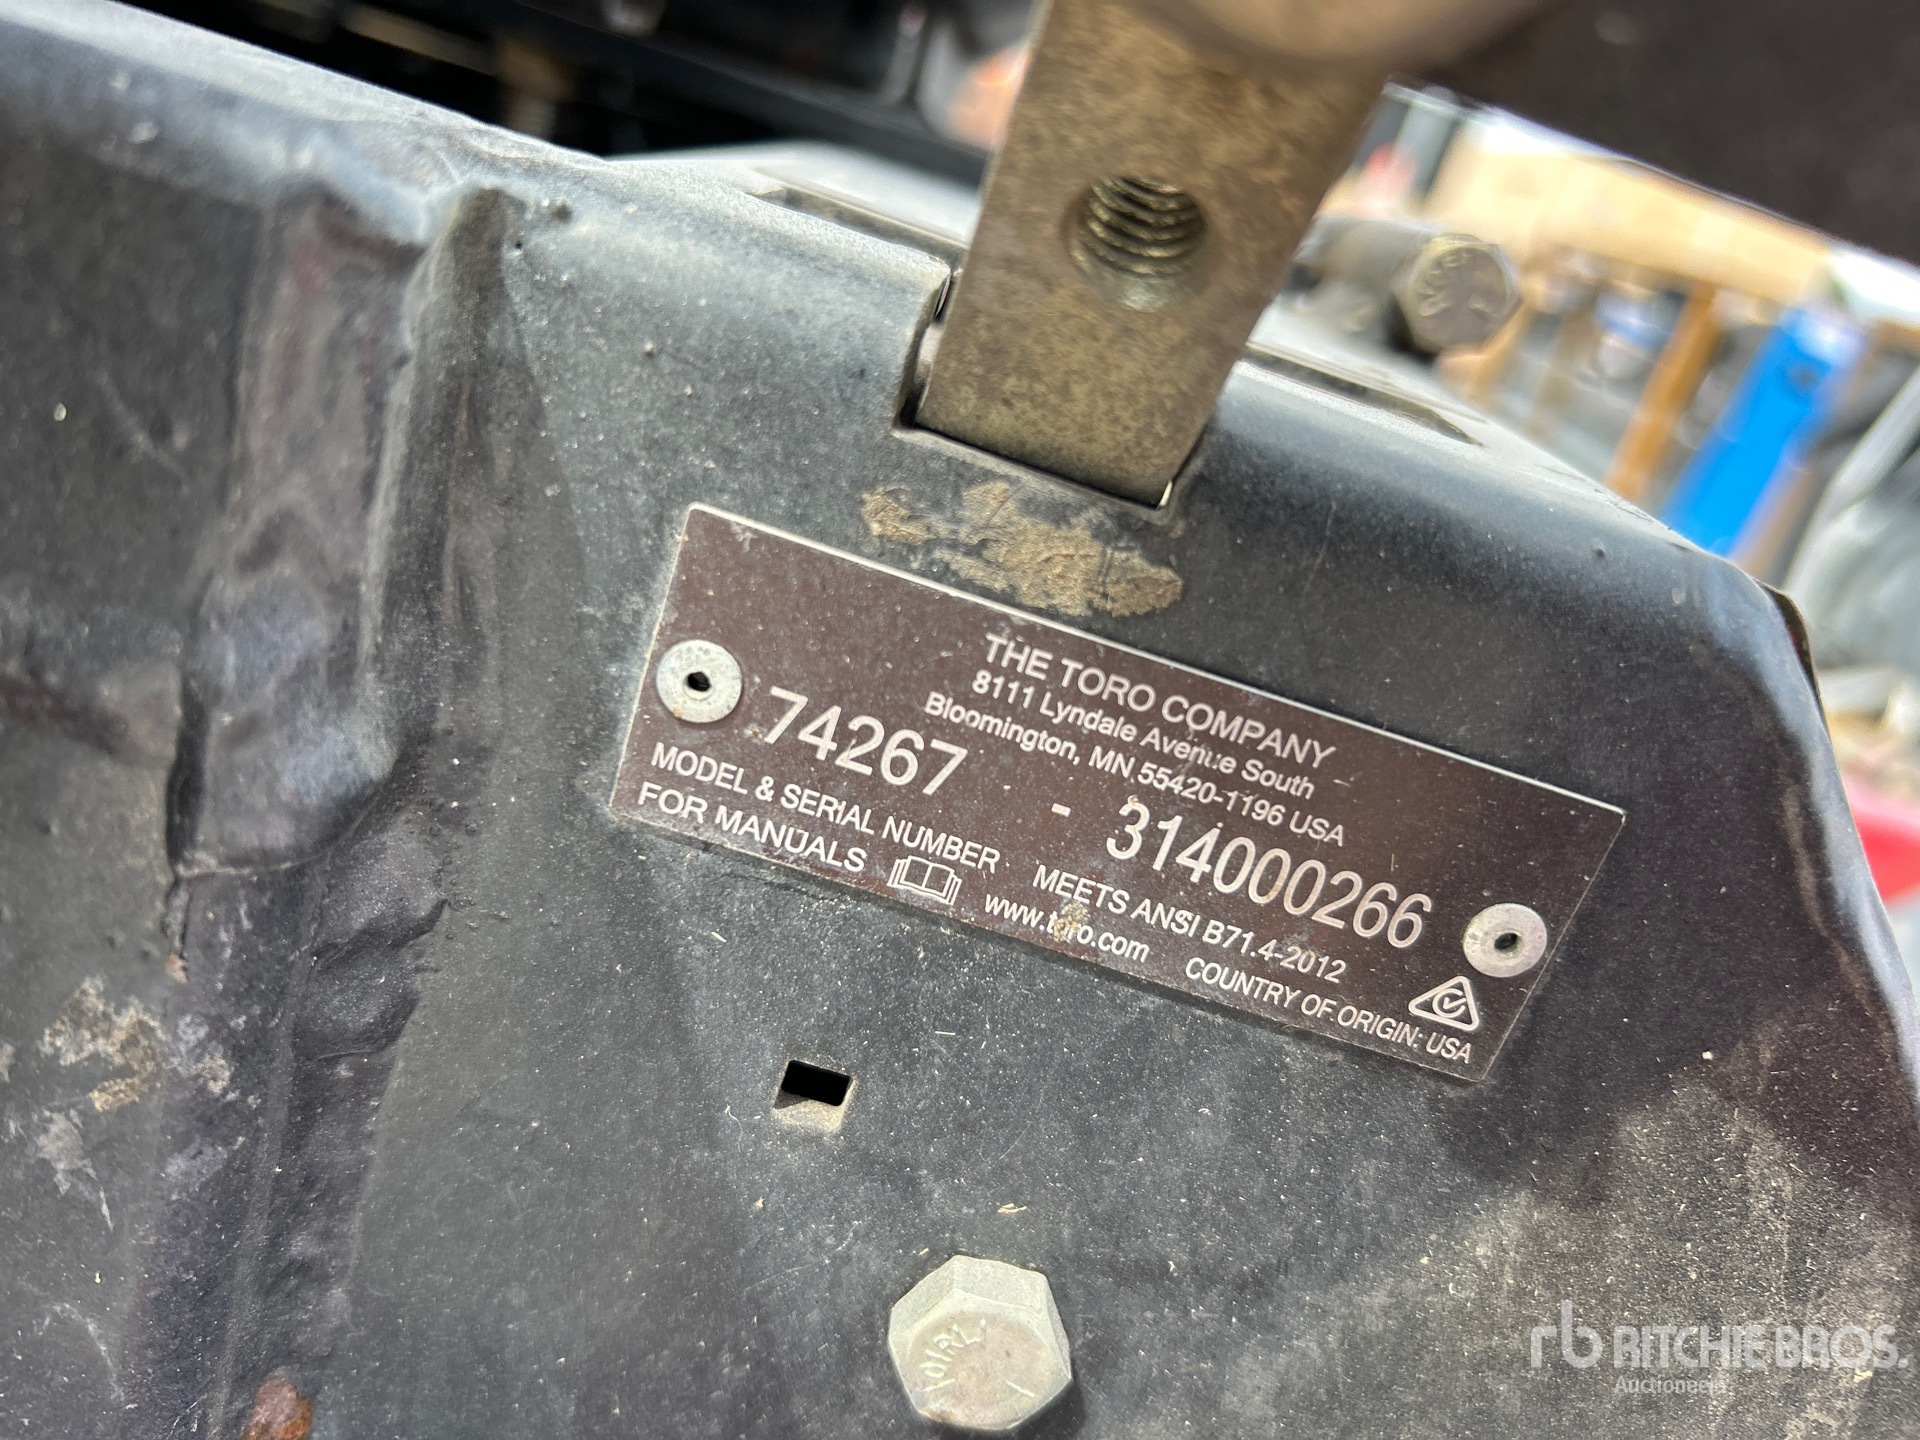 THE TORO COMPANY
8111 Lyndale Avenue South
Bloomington, MN 55420-1196 USA
74267 - 314000266
MODEL & SERIAL NUMBER MEETS ANSI B71.4-2012
FOR MANUALS www.toro.com COUNTRY OF ORIGIN: USA
rb RITCHIE BROS.
Auctioneers